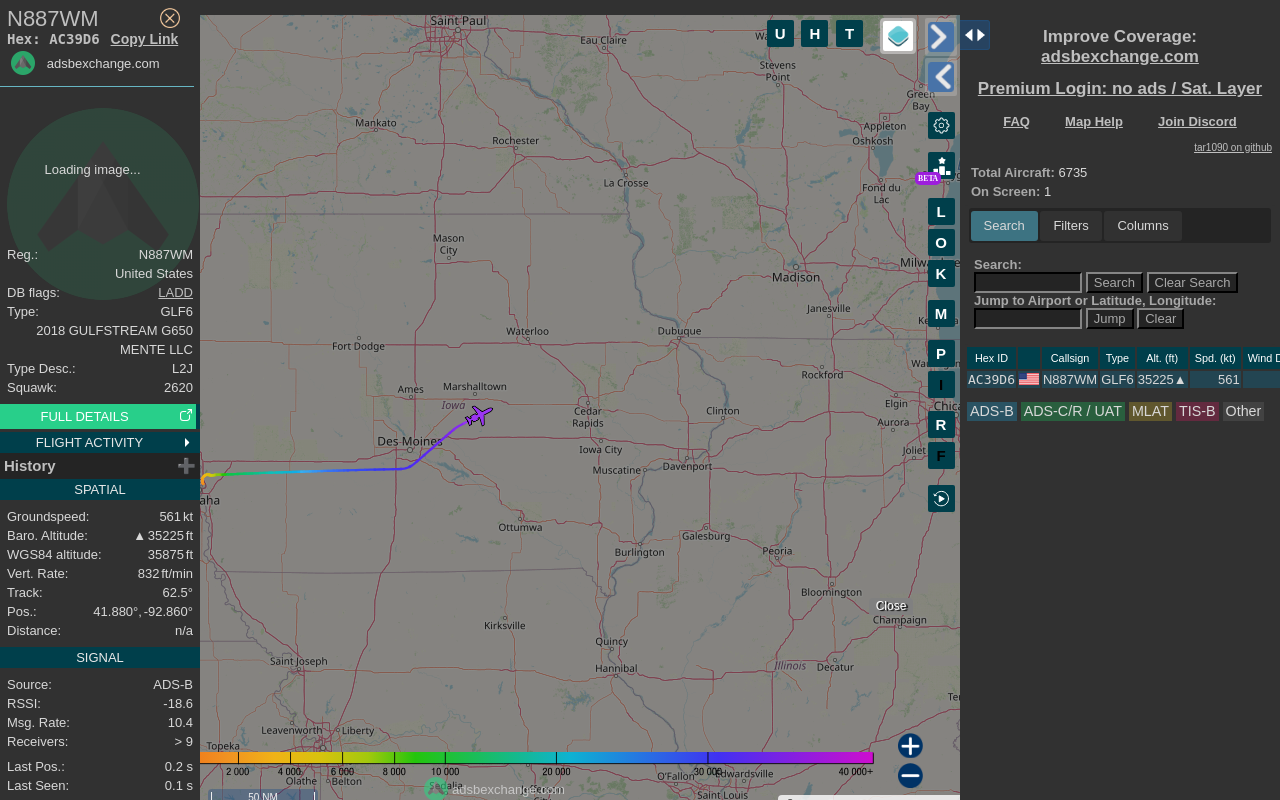 N887WM
Hex: AC39D6 Copy Link
adsbexchange.com
Loading image...
Reg.: N887WM
United States
DB flags: LADD
Type: GLF6
2018 GULFSTREAM G650
MENTE LLC
Type Desc.: L2J
Squawk: 2620
FULL DETAILS
FLIGHT ACTIVITY
History
SPATIAL
Groundspeed: 561 kt
Baro. Altitude: ▲ 35225 ft
WGS84 altitude: 35875 ft
Vert. Rate: 832 ft/min
Track: 62.5°
Pos.: 41.880°, -92.860°
Distance: n/a
SIGNAL
Source: ADS-B
RSSI: -18.6
Msg. Rate: 10.4
Receivers: > 9
Last Pos.: 0.2 s
Last Seen: 0.1 s
Saint Paul
Eau Claire
U H T
Stevens
Point
Green
Bay
Mankato
Rochester
Appleton
Oshkosh
BETA
La Crosse
Fond du
Lac
L
O
K
M
P
I
R
F
Mason
City
Madison
Janesville
Waterloo
Dubuque
Fort Dodge
Rockford
Ames
Marshalltown
Iowa
Cedar
Rapids
Clinton
Elgin
Aurora
Des Moines
Iowa City
Joliet
Muscatine
Davenport
aha
Ottumwa
Galesburg
Burlington
Peoria
Bloomington
Close
Champaign
Kirksville
Quincy
Saint Joseph
Hannibal
Illinois
Decatur
Leavenworth
Liberty
Topeka
2 000 4 000 6 000 8 000 10 000 20 000 30 000 40 000+
Olathe
Belton
Sedalia
adsbexchange.com
O'Fallon
Edwardsville
Saint Louis
50 NM
Improve Coverage:
adsbexchange.com
Premium Login: no ads / Sat. Layer
FAQ Map Help Join Discord
tar1090 on github
Total Aircraft: 6735
On Screen: 1
Search Filters Columns
Search:
Search Clear Search
Jump to Airport or Latitude, Longitude:
Jump Clear
Hex ID Callsign Type Alt. (ft) Spd. (kt) Wind D
AC39D6 N887WM GLF6 35225▲ 561
ADS-B ADS-C/R / UAT MLAT TIS-B Other